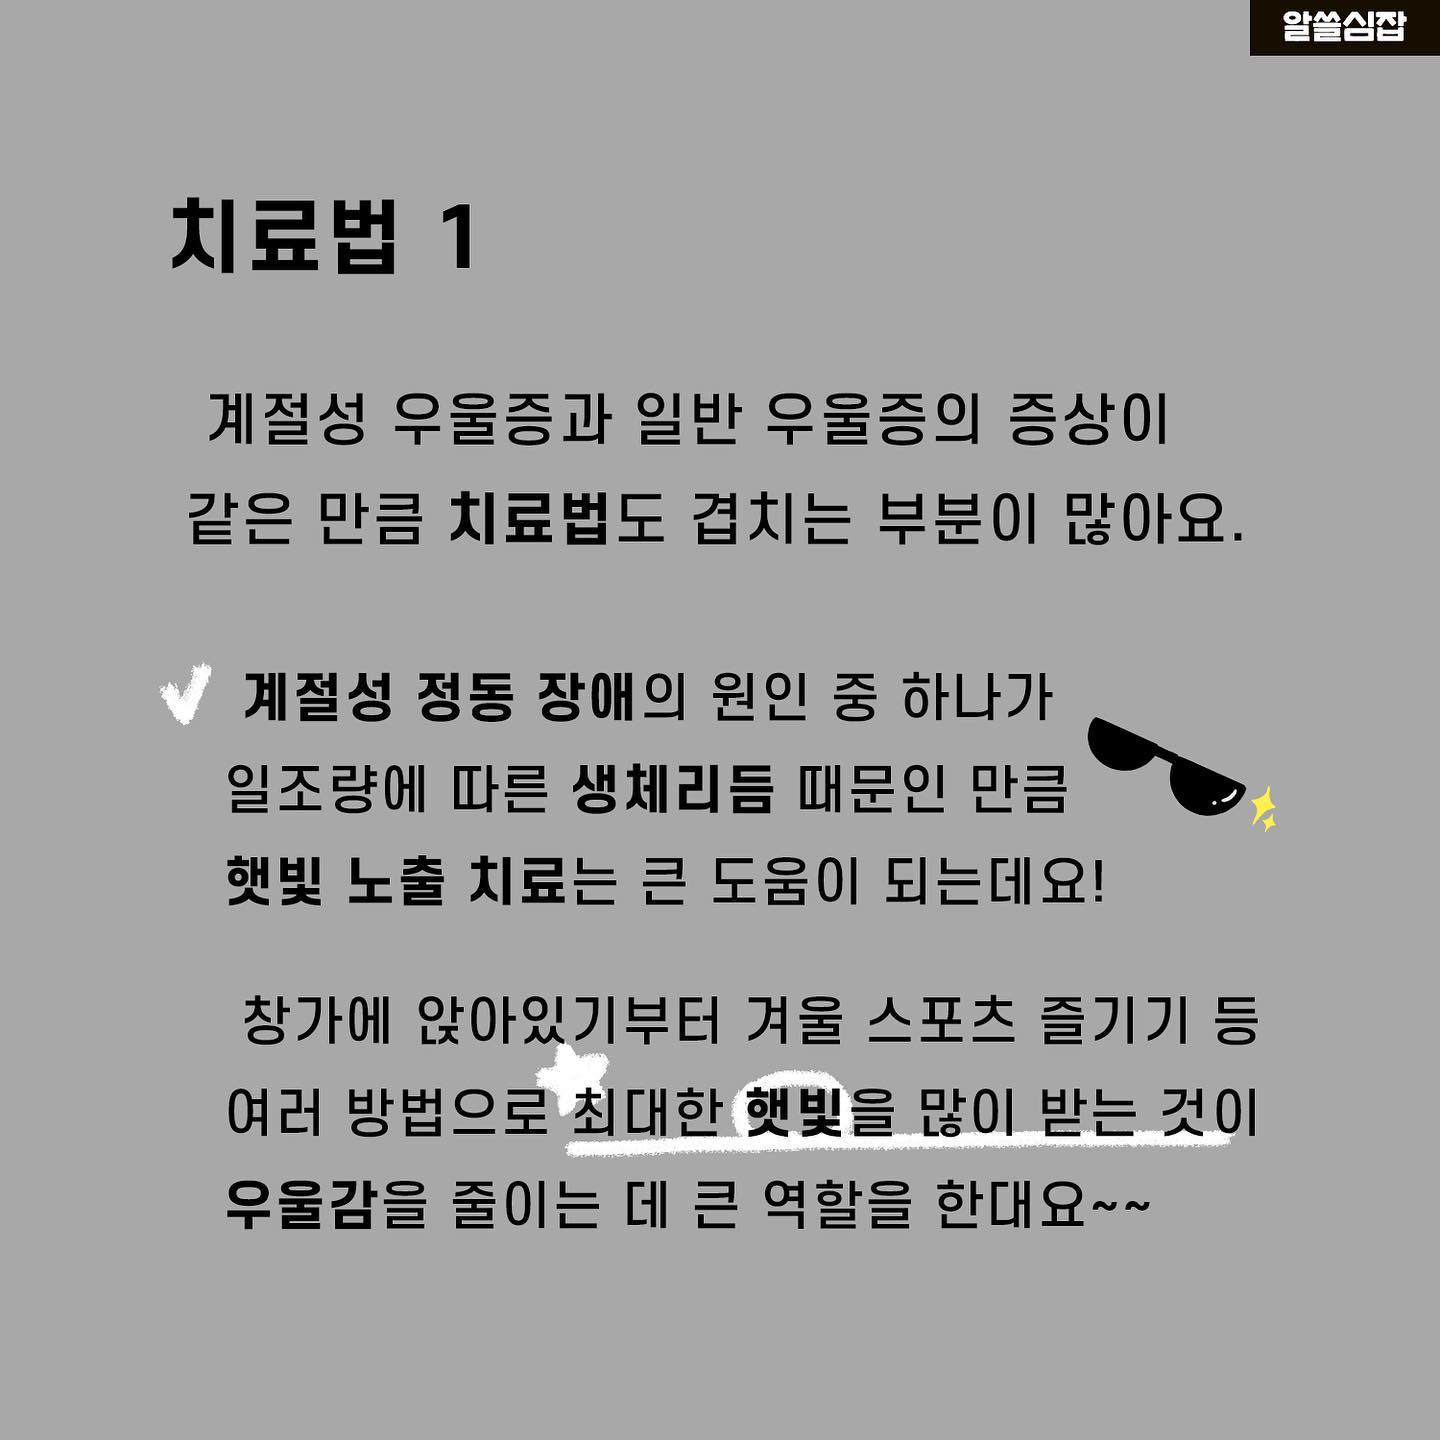 알쓸심잡
치료법 1
계절성 우울증과 일반 우울증의 증상이
같은 만큼 치료법도 겹치는 부분이 많아요.
계절성 정동 장애의 원인 중 하나가
일조량에 따른 생체리듬 때문인 만큼
햇빛 노출 치료는 큰 도움이 되는데요!
창가에 앉아있기부터 겨울 스포츠 즐기기 등
여러 방법으로 최대한 햇빛을 많이 받는 것이
우울감을 줄이는 데 큰 역할을 한대요~~